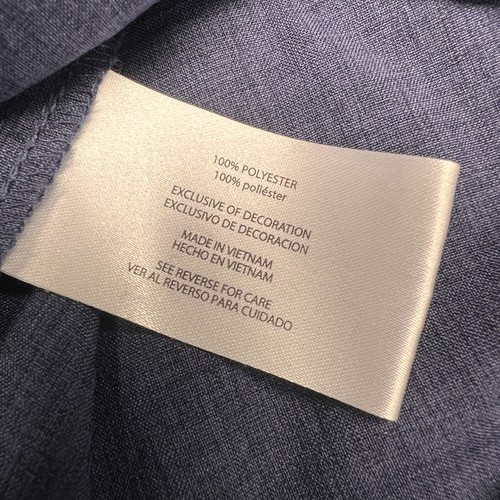 100% POLYESTER
100% poliéster
EXCLUSIVE OF DECORATION
EXCLUSIVO DE DECORACION
MADE IN VIETNAM
HECHO EN VIETNAM
SEE REVERSE FOR CARE
VER AL REVERSO PARA CUIDADO